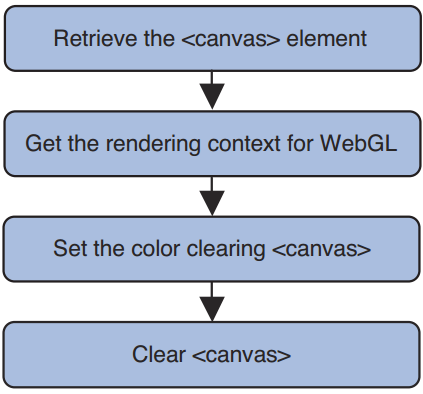 Retrieve the <canvas> element
Get the rendering context for WebGL
Set the color clearing <canvas>
Clear <canvas>